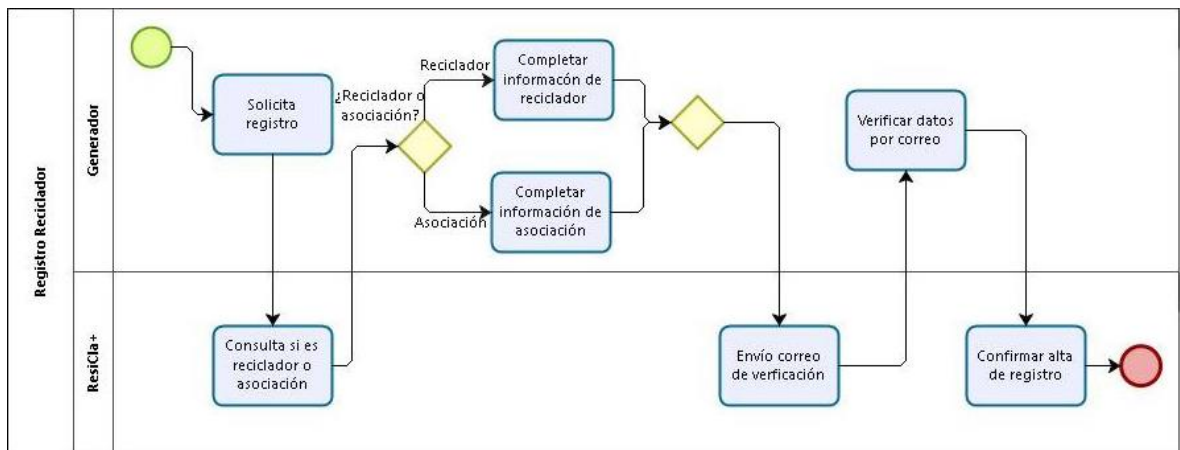 Registro Reciclador
Generador
Solicita
registro
¿Reciclador o
asociación?
Reciclador
Completar
informacón de
reciclador
Asociación
Completar
información de
asociación
Verificar datos
por correo
ResiCla+
Consulta si es
reciclador o
asociación
Envío correo
de verficación
Confirmar alta
de registro